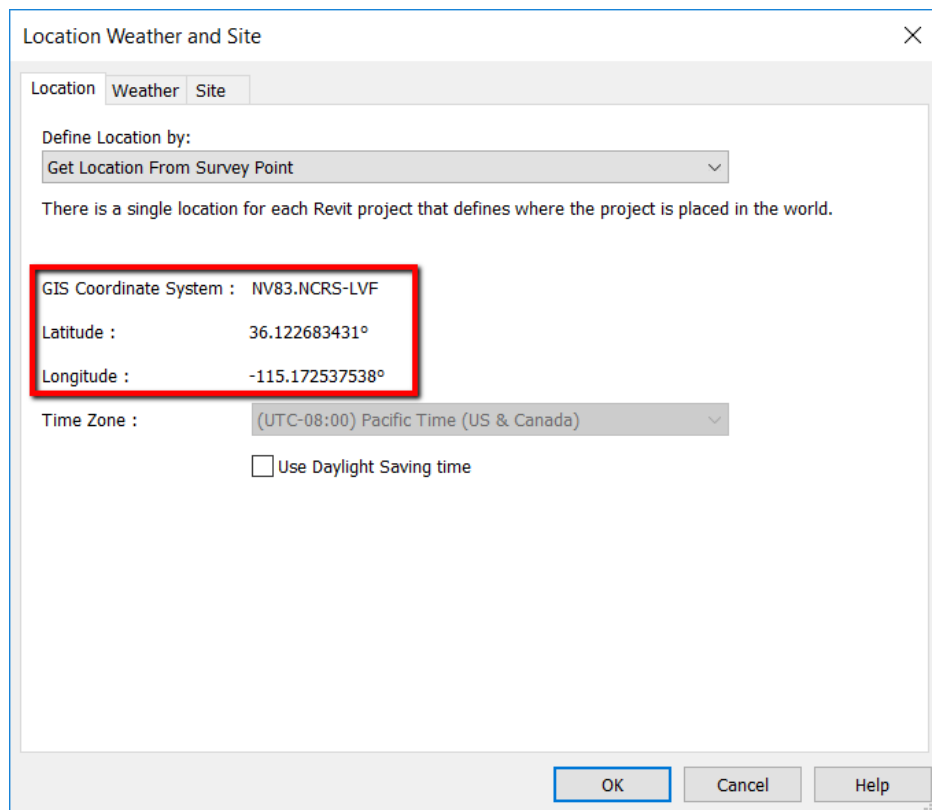 Location Weather and Site
Location Weather Site
Define Location by:
Get Location From Survey Point
There is a single location for each Revit project that defines where the project is placed in the world.
GIS Coordinate System : NV83.NCRS-LVF
Latitude : 36.122683431º
Longitude : -115.172537538º
Time Zone : (UTC-08:00) Pacific Time (US & Canada)
Use Daylight Saving time
OK Cancel Help